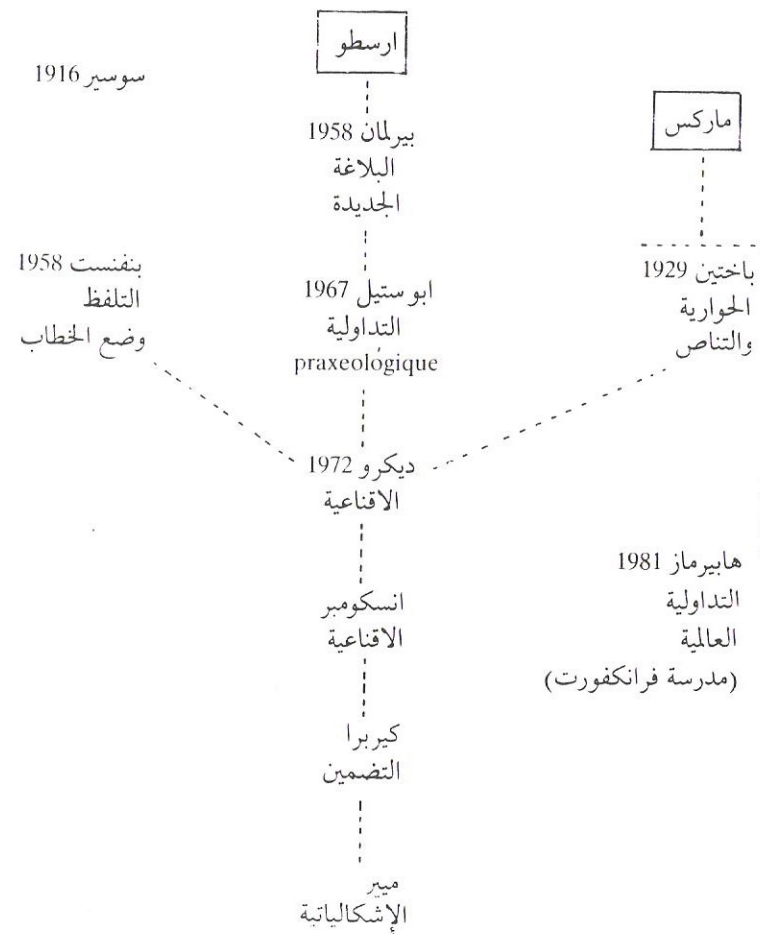 ارسطو
سوسير 1916
ماركس
بيرلمان 1958
البلاغة
الجديدة
بنفنست 1958
التلفظ
وضع الخطاب
ابوستيل 1967
التداولية
praxeologique
باختين 1929
الحوارية
والتناص
ديكرو 1972
الاقناعية
هابيرماز 1981
التداولية
العالمية
(مدرسة فرانكفورت)
انسكومبر
الاقناعية
كيربرا
التضمين
ميير
الإشكالياتية